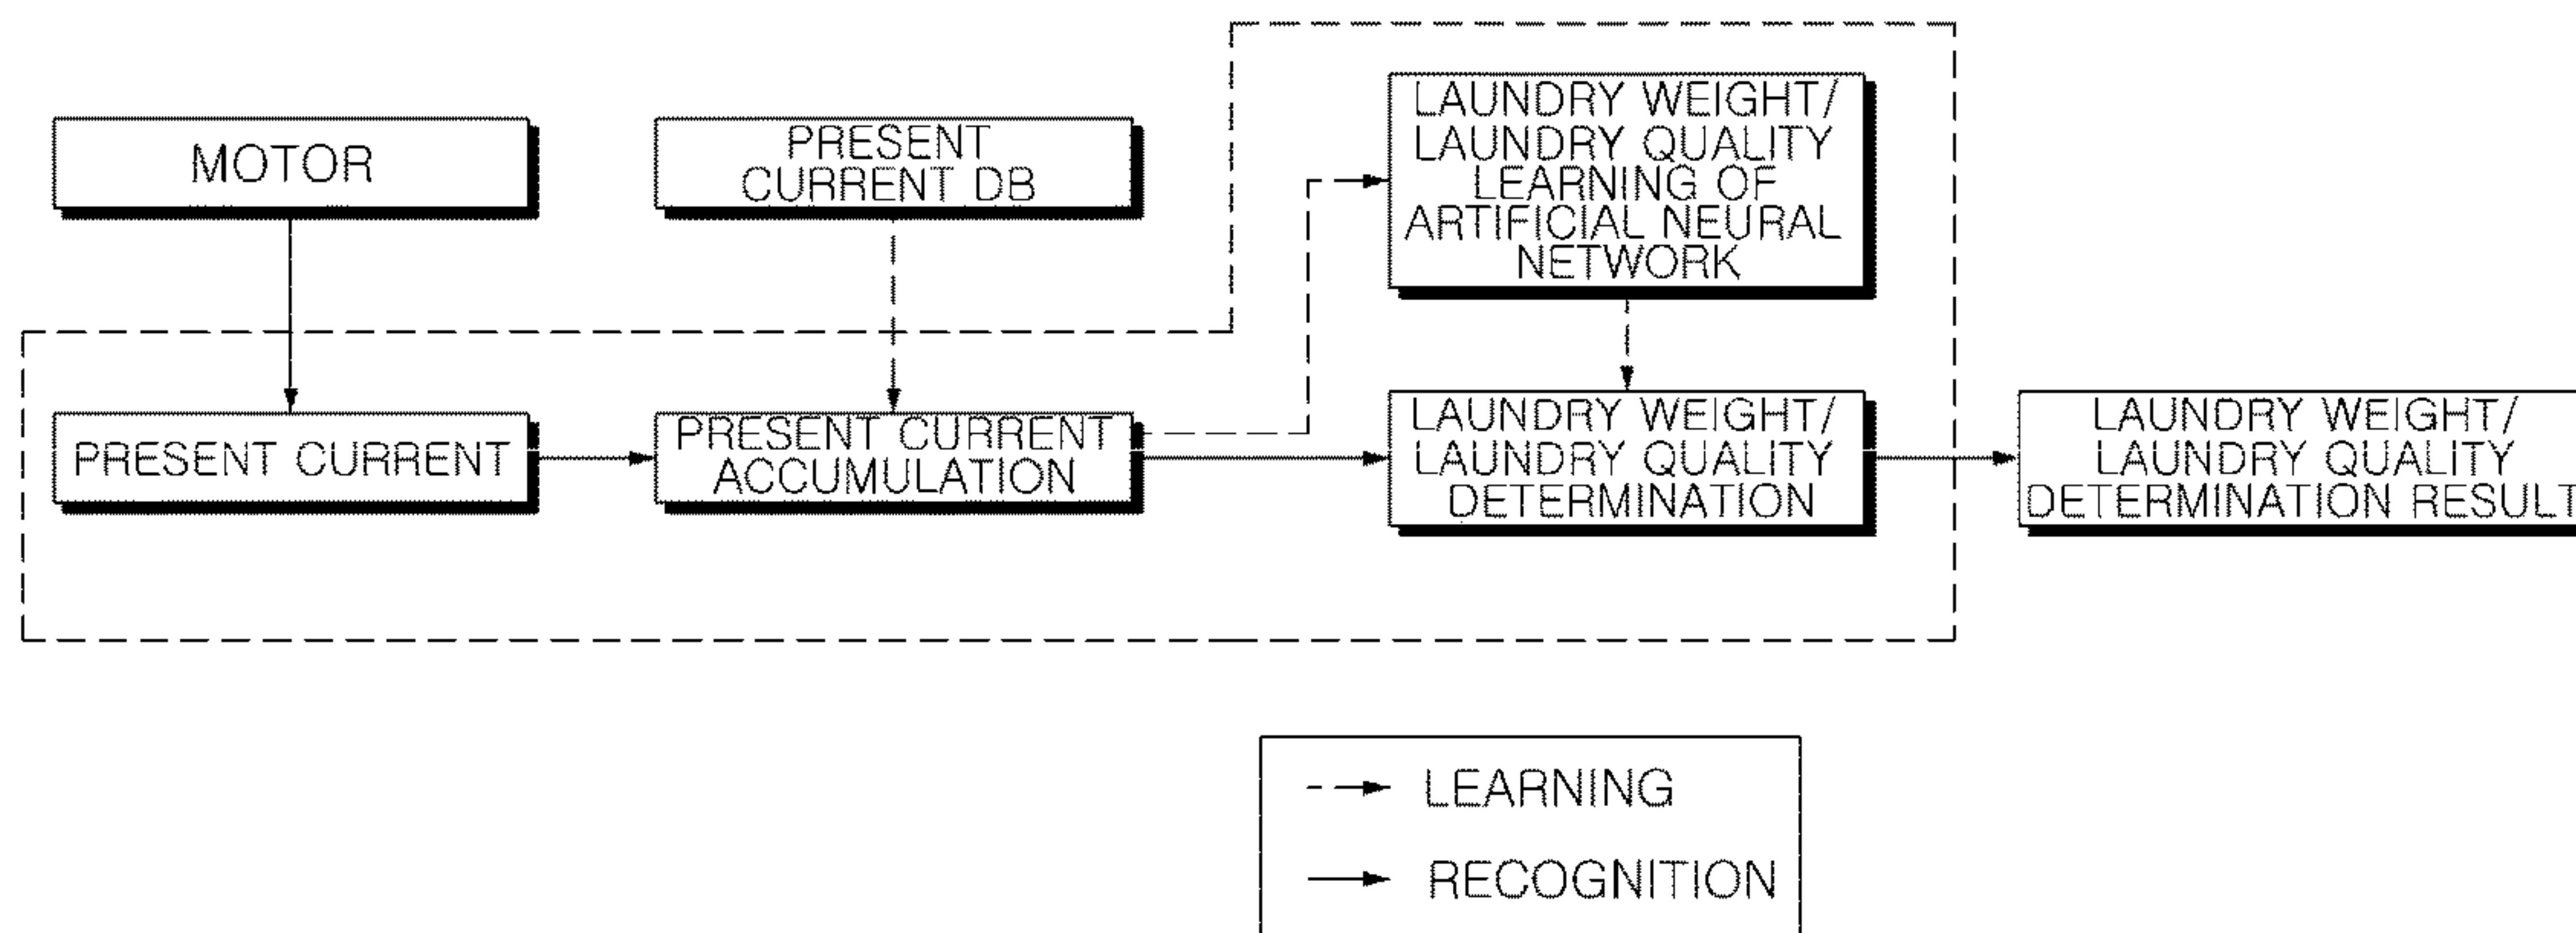 MOTOR
PRESENT
CURRENT DB
LAUNDRY WEIGHT/
LAUNDRY QUALITY
LEARNING OF
ARTIFICIAL NEURAL
NETWORK
PRESENT CURRENT
PRESENT CURRENT
ACCUMULATION
LAUNDRY WEIGHT/
LAUNDRY QUALITY
DETERMINATION
LAUNDRY WEIGHT/
LAUNDRY QUALITY
DETERMINATION RESULT
LEARNING
RECOGNITION